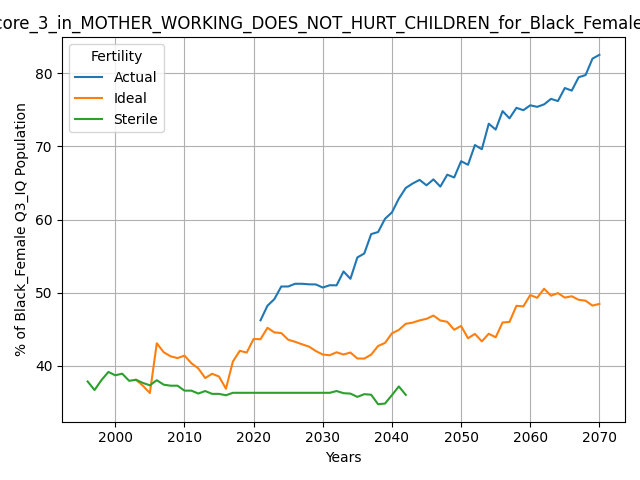 core_3_in_MOTHER_WORKING_DOES_NOT_HURT_CHILDREN_for_Black_Female
Fertility
Actual
Ideal
Sterile
% of Black_Female Q3_IQ Population
80
70
60
50
40
2000 2010 2020 2030 2040 2050 2060 2070
Years